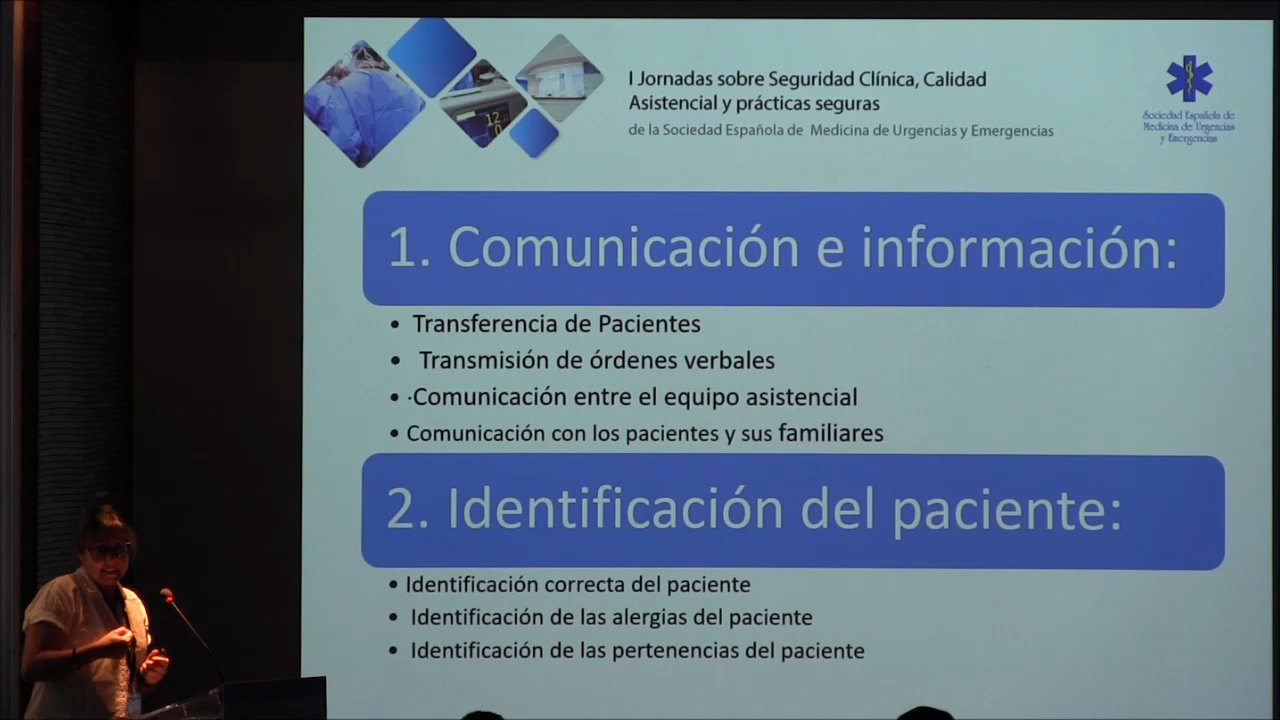 I Jornadas sobre Seguridad Clínica, Calidad
Asistencial y prácticas seguras
de la Sociedad Española de Medicina de Urgencias y Emergencias
Sociedad Española de
Medicina de Urgencias
y Emergencias
1. Comunicación e información:
• Transferencia de Pacientes
• Transmisión de órdenes verbales
• ·Comunicación entre el equipo asistencial
• Comunicación con los pacientes y sus familiares
2. Identificación del paciente:
• Identificación correcta del paciente
• Identificación de las alergias del paciente
• Identificación de las pertenencias del paciente